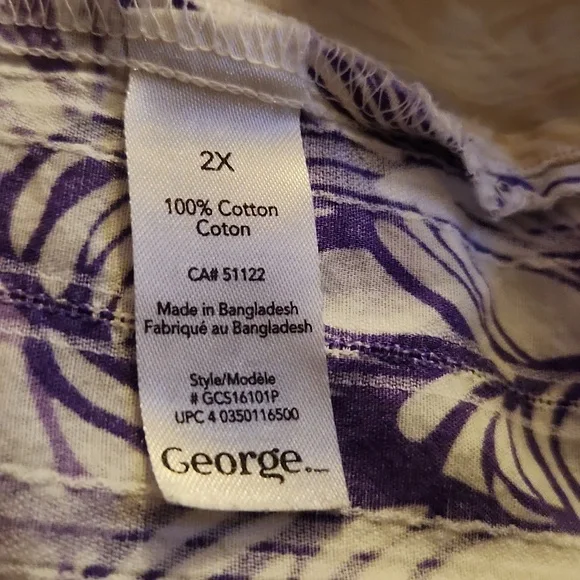 2X
100% Cotton
Coton
CA# 51122
Made in Bangladesh
Fabriqué au Bangladesh
Style/Modèle
# GCS16101P
UPC 4 0350116500
George.